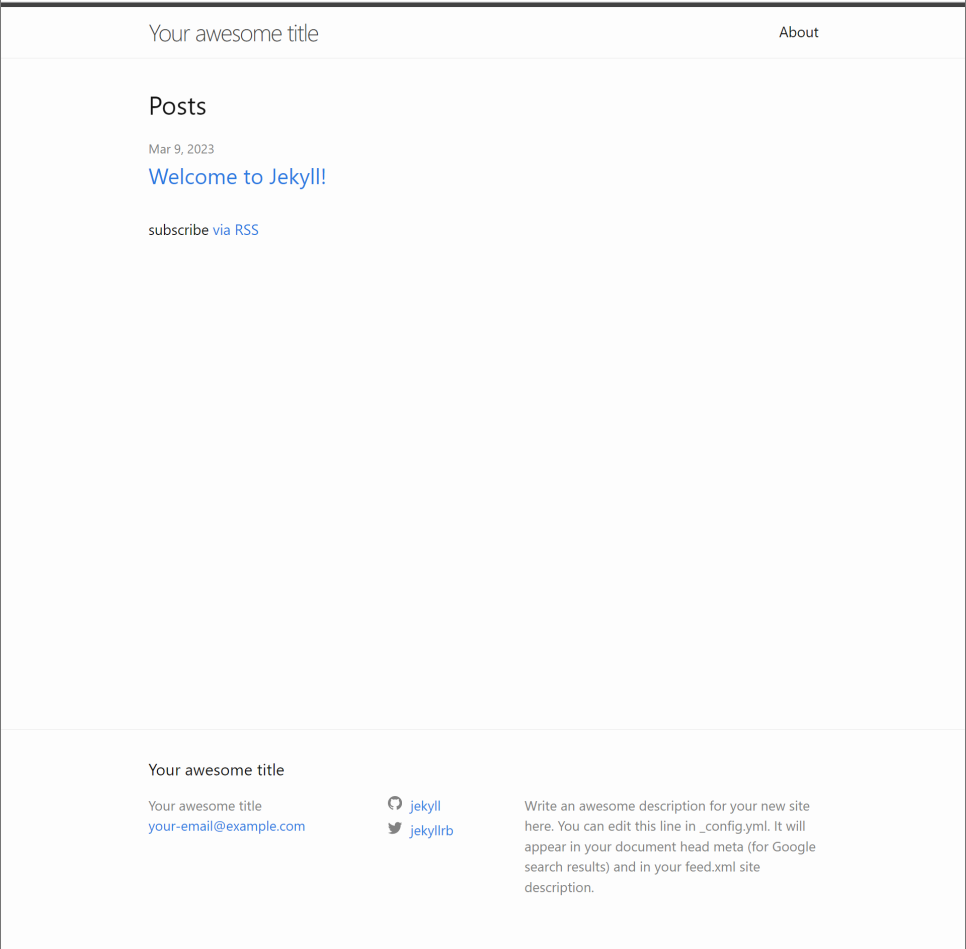 Your awesome title
About
Posts
Mar 9, 2023
Welcome to Jekyll!
subscribe via RSS
Your awesome title
Your awesome title
your-email@example.com
jekyll
jekyllrb
Write an awesome description for your new site
here. You can edit this line in _config.yml. It will
appear in your document head meta (for Google
search results) and in your feed.xml site
description.